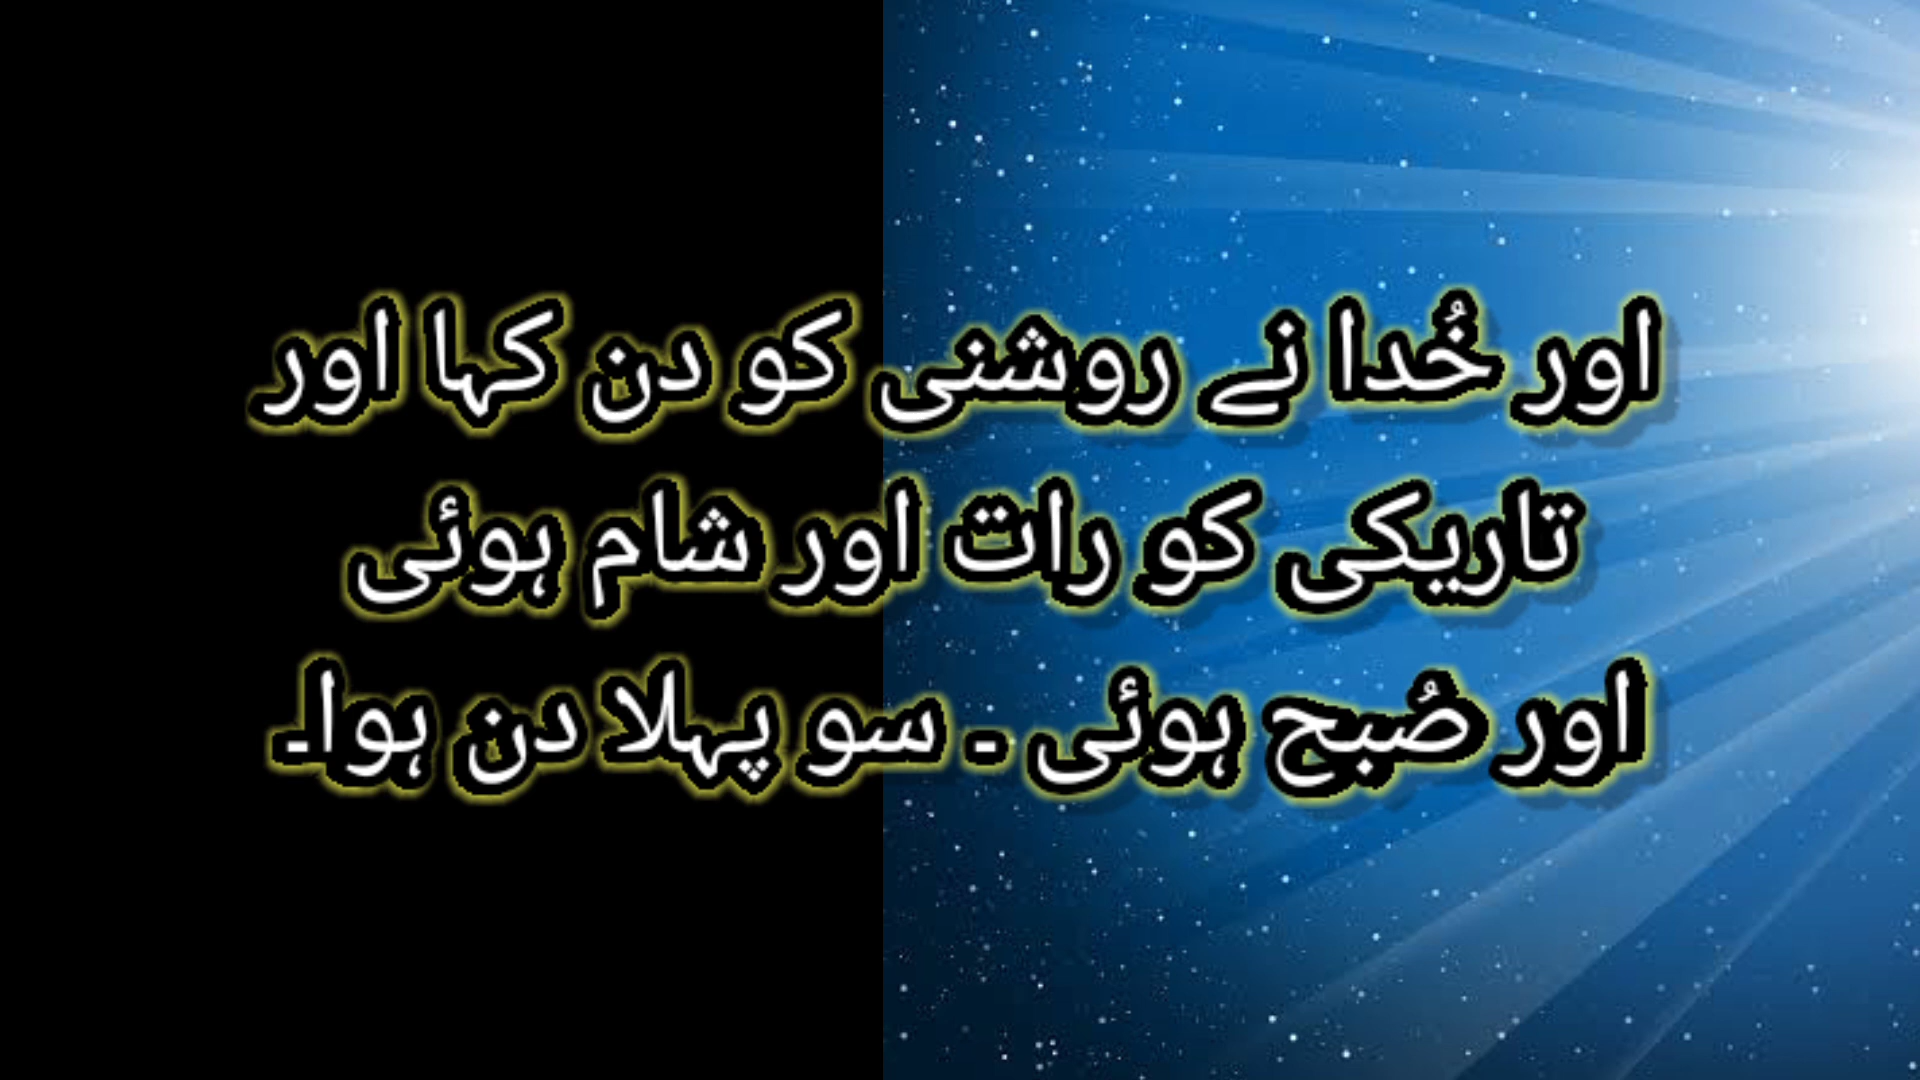 اور خُدا نے روشنی کو دن کہا اور
تاریکی کو رات اور شام ہوئی
اور صُبح ہوئی ۔ سو پہلا دن ہوا۔